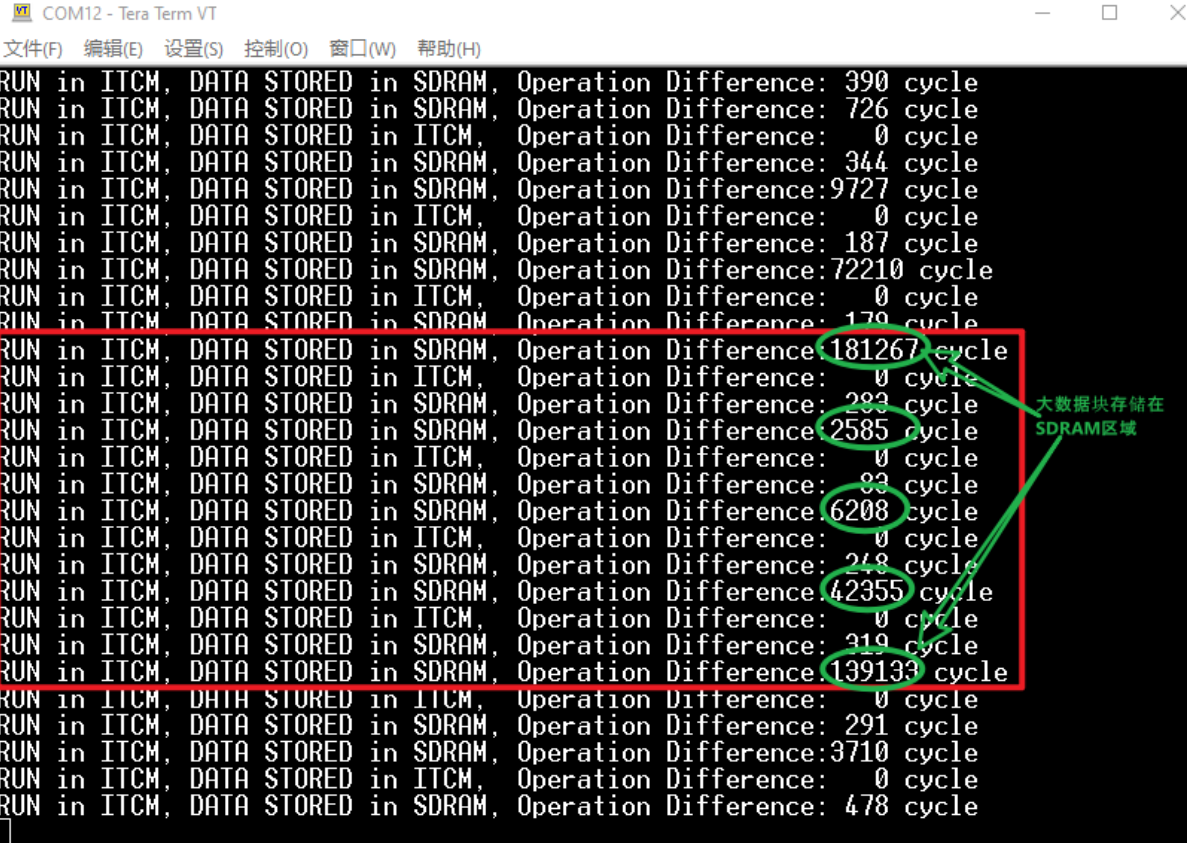 COM12 - Tera Term VT
文件(F) 编辑(E) 设置(S) 控制(O) 窗口(W) 帮助(H)
RUN in ITCM, DATA STORED in SDRAM, Operation Difference: 390 cycle
RUN in ITCM, DATA STORED in SDRAM, Operation Difference: 726 cycle
RUN in ITCM, DATA STORED in ITCM, Operation Difference: 0 cycle
RUN in ITCM, DATA STORED in SDRAM, Operation Difference: 344 cycle
RUN in ITCM, DATA STORED in SDRAM, Operation Difference:9727 cycle
RUN in ITCM, DATA STORED in ITCM, Operation Difference: 0 cycle
RUN in ITCM, DATA STORED in SDRAM, Operation Difference: 187 cycle
RUN in ITCM, DATA STORED in SDRAM, Operation Difference:72210 cycle
RUN in ITCM, DATA STORED in ITCM, Operation Difference: 0 cycle
RUN in ITCM, DATA STORED in SDRAM, Operation Difference: 179 cycle
RUN in ITCM, DATA STORED in SDRAM, Operation Difference:181267 cycle
RUN in ITCM, DATA STORED in ITCM, Operation Difference: 0 cycle
RUN in ITCM, DATA STORED in SDRAM, Operation Difference: 283 cycle
大数据块存储在
SDRAM区域
RUN in ITCM, DATA STORED in SDRAM, Operation Difference:2585 cycle
RUN in ITCM, DATA STORED in ITCM, Operation Difference: 0 cycle
RUN in ITCM, DATA STORED in SDRAM, Operation Difference: 83 cycle
RUN in ITCM, DATA STORED in SDRAM, Operation Difference:6208 cycle
RUN in ITCM, DATA STORED in ITCM, Operation Difference: 0 cycle
RUN in ITCM, DATA STORED in SDRAM, Operation Difference: 248 cycle
RUN in ITCM, DATA STORED in SDRAM, Operation Difference:42355 cycle
RUN in ITCM, DATA STORED in ITCM, Operation Difference: 0 cycle
RUN in ITCM, DATA STORED in SDRAM, Operation Difference: 319 cycle
RUN in ITCM, DATA STORED in SDRAM, Operation Difference:139133 cycle
RUN in ITCM, DATA STORED in ITCM, Operation Difference: 0 cycle
RUN in ITCM, DATA STORED in SDRAM, Operation Difference: 291 cycle
RUN in ITCM, DATA STORED in SDRAM, Operation Difference:3710 cycle
RUN in ITCM, DATA STORED in ITCM, Operation Difference: 0 cycle
RUN in ITCM, DATA STORED in SDRAM, Operation Difference: 478 cycle